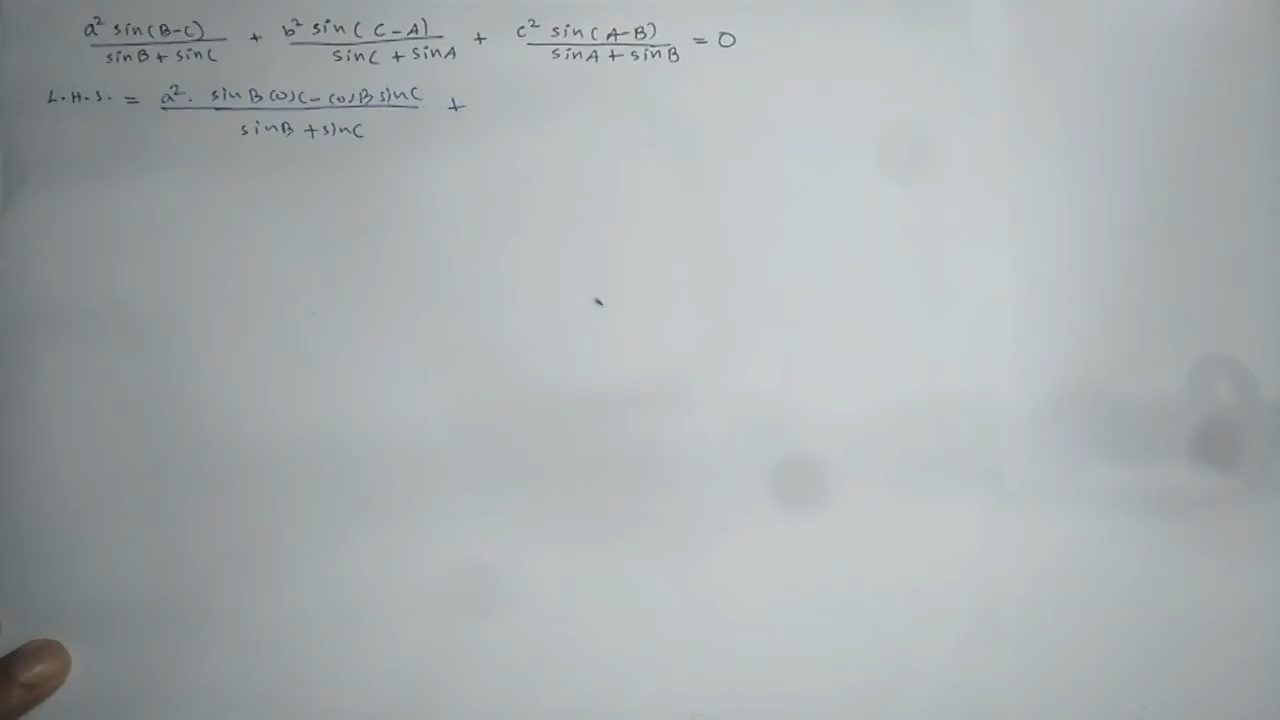 a² sin(B-C) / sinB + sinC + b² sin(C-A) / sinC + sinA + c² sin(A-B) / sinA + sinB = 0
L.H.S. = a². sinB cosC - cosB sinC / sinB + sinC +